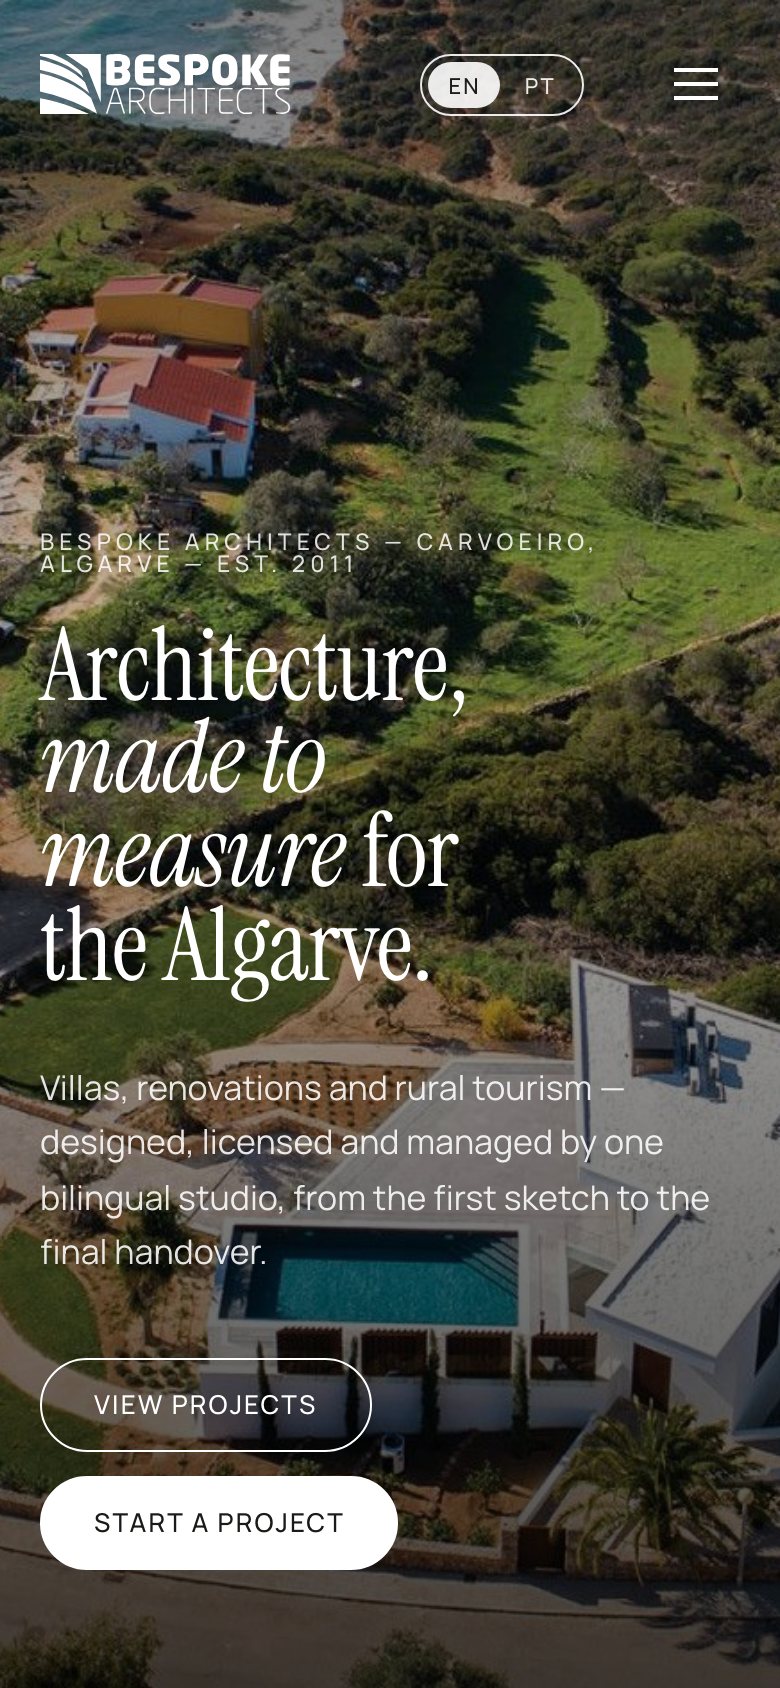 BESPOKE
ARCHITECTS
EN PT
BESPOKE ARCHITECTS — CARVOEIRO,
ALGARVE — EST. 2011
Architecture,
made to
measure for
the Algarve.
Villas, renovations and rural tourism —
designed, licensed and managed by one
bilingual studio, from the first sketch to the
final handover.
VIEW PROJECTS
START A PROJECT